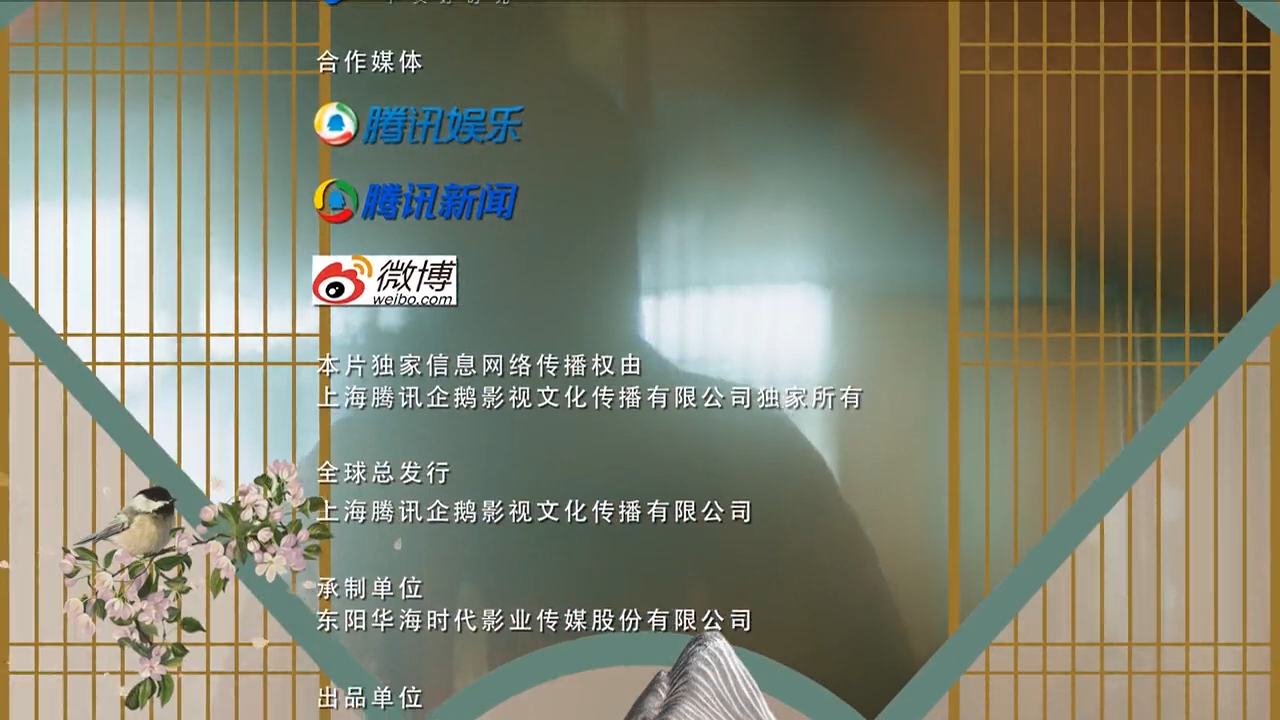 合作媒体
腾讯娱乐
腾讯新闻
微博
weibo.com
本片独家信息网络传播权由
上海腾讯企鹅影视文化传播有限公司独家所有
全球总发行
上海腾讯企鹅影视文化传播有限公司
承制单位
东阳华海时代影业传媒股份有限公司
出品单位